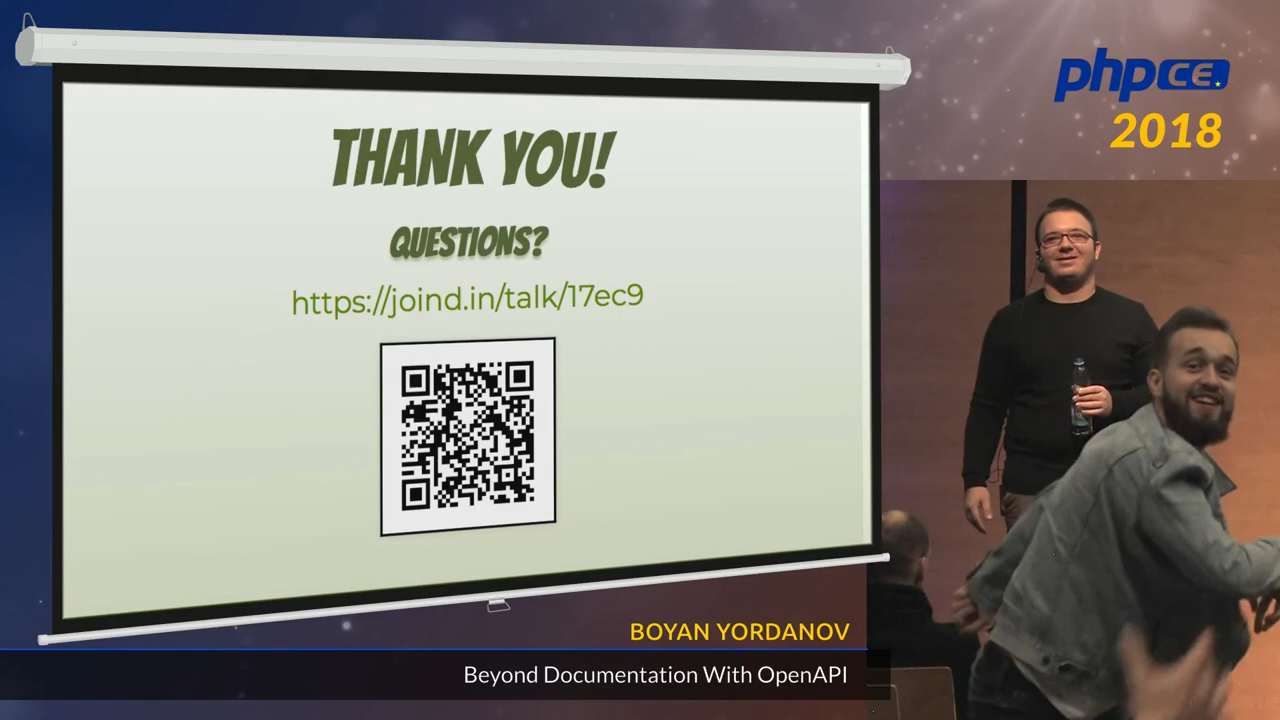 THANK YOU!
QUESTIONS?
https://joind.in/talk/17ec9
phpCE
2018
BOYAN YORDANOV
Beyond Documentation With OpenAPI